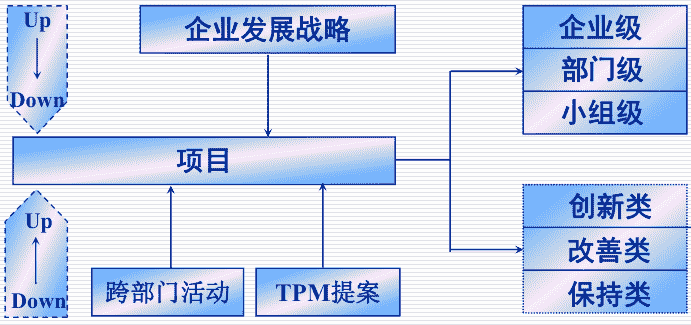 Up
Down
企业发展战略
企业级
部门级
小组级
项目
Up
Down
跨部门活动
TPM提案
创新类
改善类
保持类